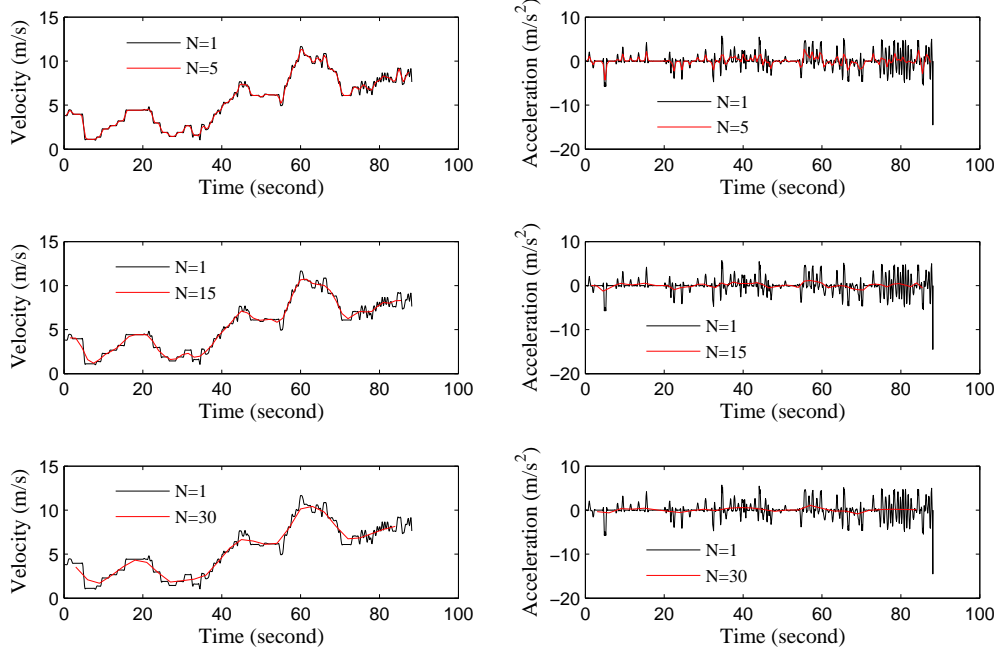 Velocity (m/s)
15
10
5
0
N=1
N=5
0 20 40 60 80 100
Time (second)
Acceleration (m/s²)
10
0
−10
−20
N=1
N=5
0 20 40 60 80 100
Time (second)
Velocity (m/s)
15
10
5
0
N=1
N=15
0 20 40 60 80 100
Time (second)
Acceleration (m/s²)
10
0
−10
−20
N=1
N=15
0 20 40 60 80 100
Time (second)
Velocity (m/s)
15
10
5
0
N=1
N=30
0 20 40 60 80 100
Time (second)
Acceleration (m/s²)
10
0
−10
−20
N=1
N=30
0 20 40 60 80 100
Time (second)